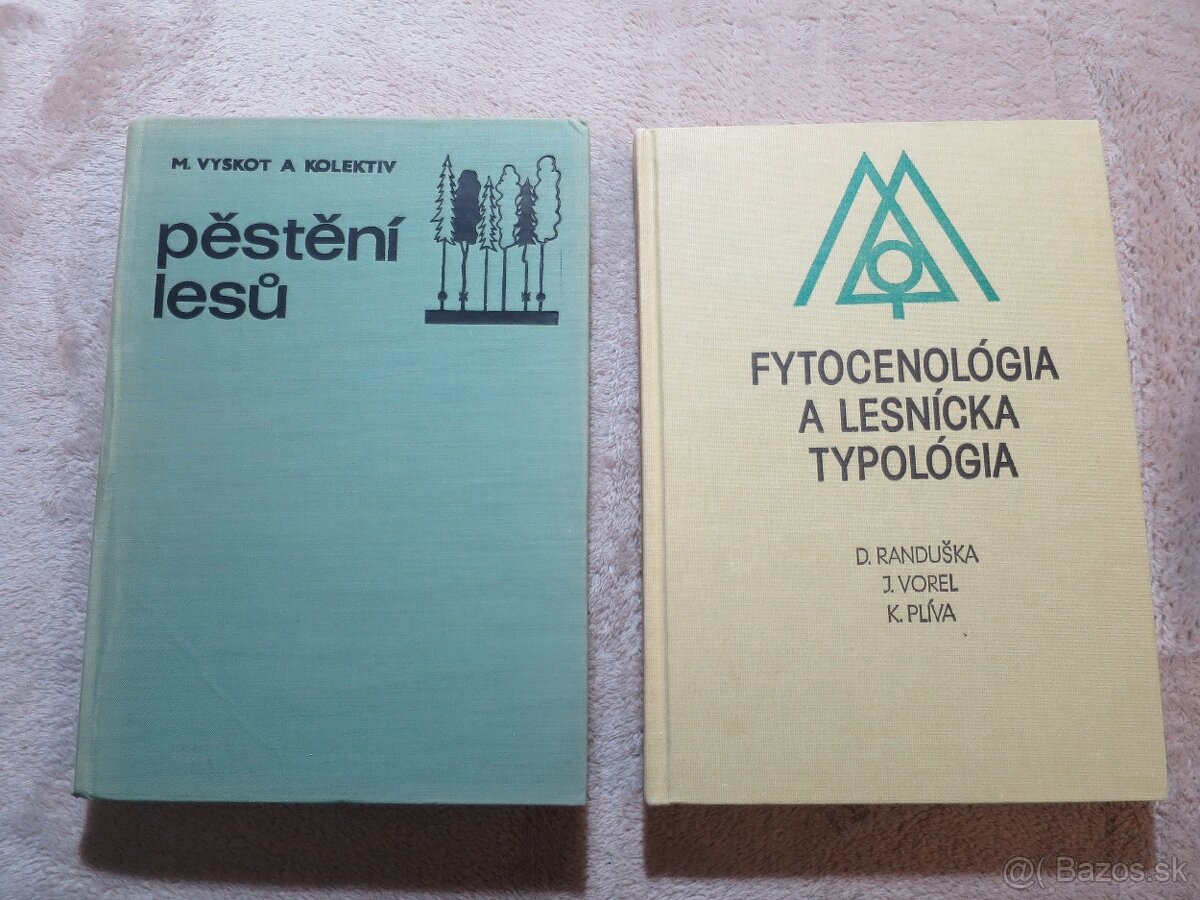 M. VYSKOT A KOLEKTIV
pěstění
lesů
FYTOCENOLÓGIA
A LESNÍCKA
TYPOLÓGIA
D. RANDUŠKA
J. VOREL
K. PLÍVA
@( Bazos.sk